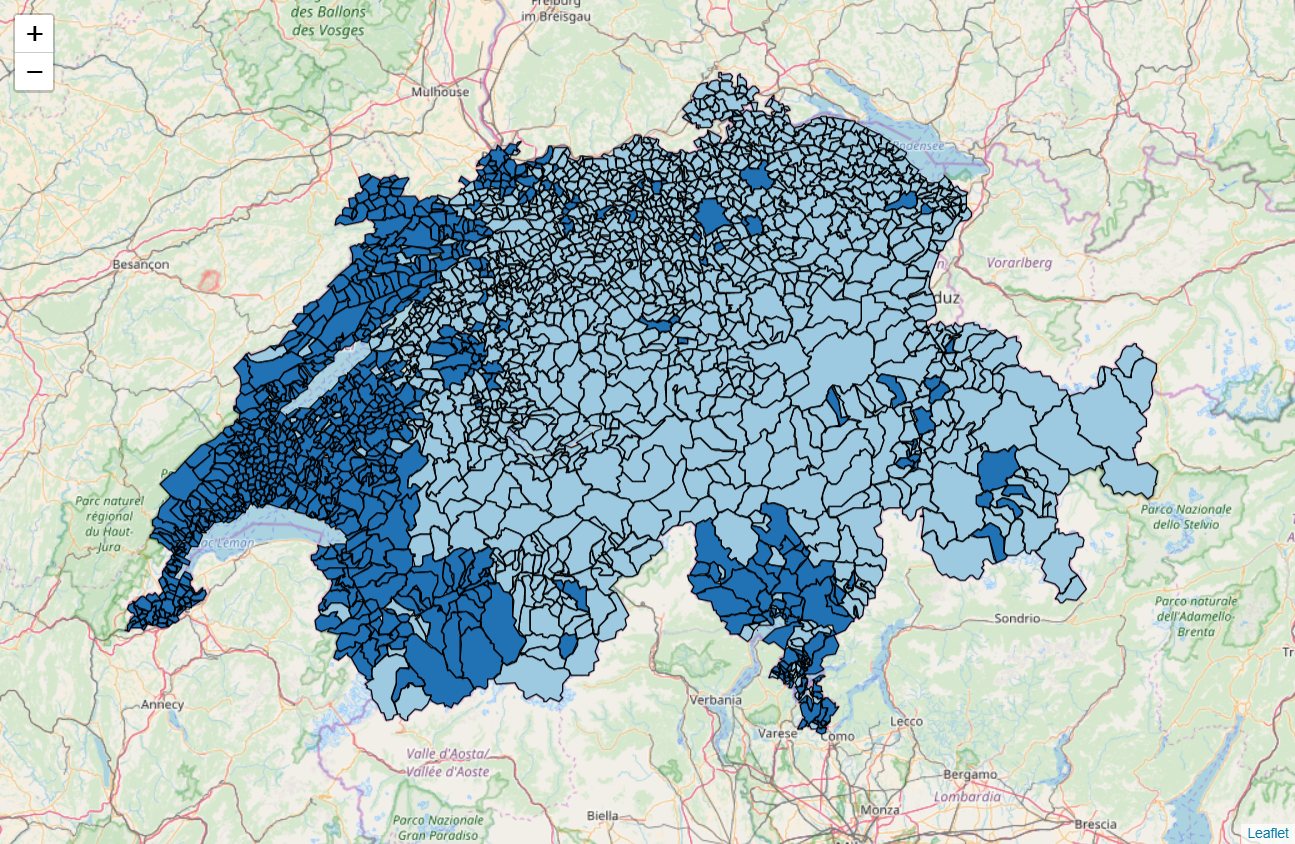 des Ballons
des Vosges
Freiburg
im Breisgau
+
−
Mulhouse
Bodensee
Besançon
Vorarlberg
duz
Parc naturel
régional
du Haut-
Jura
Lac Léman
Parco Nazionale
dello Stelvio
Parco naturale
dell'Adamello-
Brenta
Sondrio
Annecy
Verbania
Lecco
Varese
Como
Valle d'Aosta/
Vallée d'Aoste
Bergamo
Lombardia
Biella
Monza
Parco Nazionale
Gran Paradiso
Brescia
Leaflet